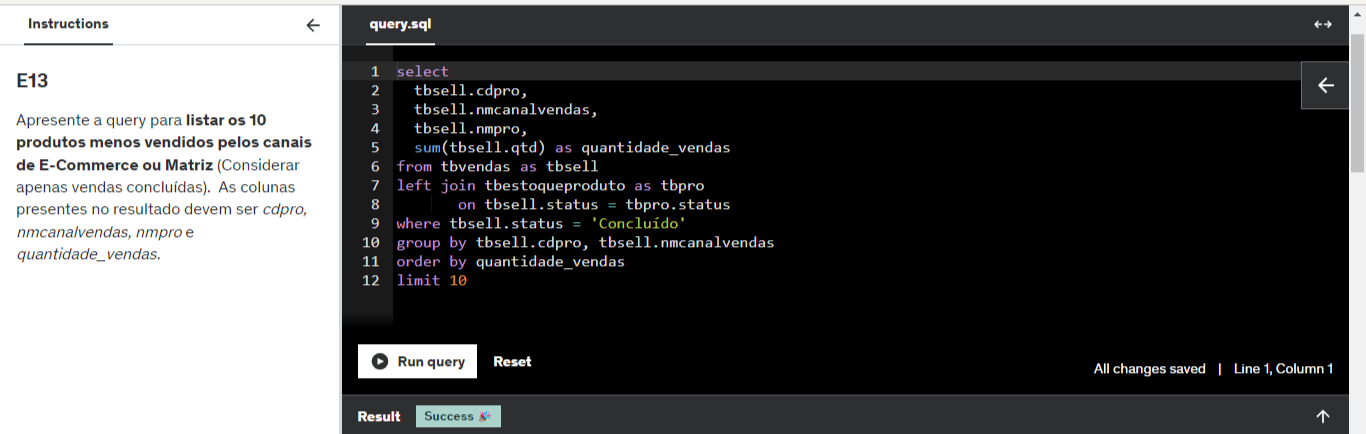 Instructions
E13
Apresente a query para listar os 10
produtos menos vendidos pelos canais
de E-Commerce ou Matriz (Considerar
apenas vendas concluídas). As colunas
presentes no resultado devem ser cdpro,
nmcanalvendas, nmpro e
quantidade_vendas.
query.sql
1 select
2 tbsell.cdpro,
3 tbsell.nmcanalvendas,
4 tbsell.nmpro,
5 sum(tbsell.qtd) as quantidade_vendas
6 from tbvendas as tbsell
7 left join tbestoqueproduto as tbpro
8 on tbsell.status = tbpro.status
9 where tbsell.status = 'Concluído'
10 group by tbsell.cdpro, tbsell.nmcanalvendas
11 order by quantidade_vendas
12 limit 10
Run query Reset
All changes saved | Line 1, Column 1
Result Success